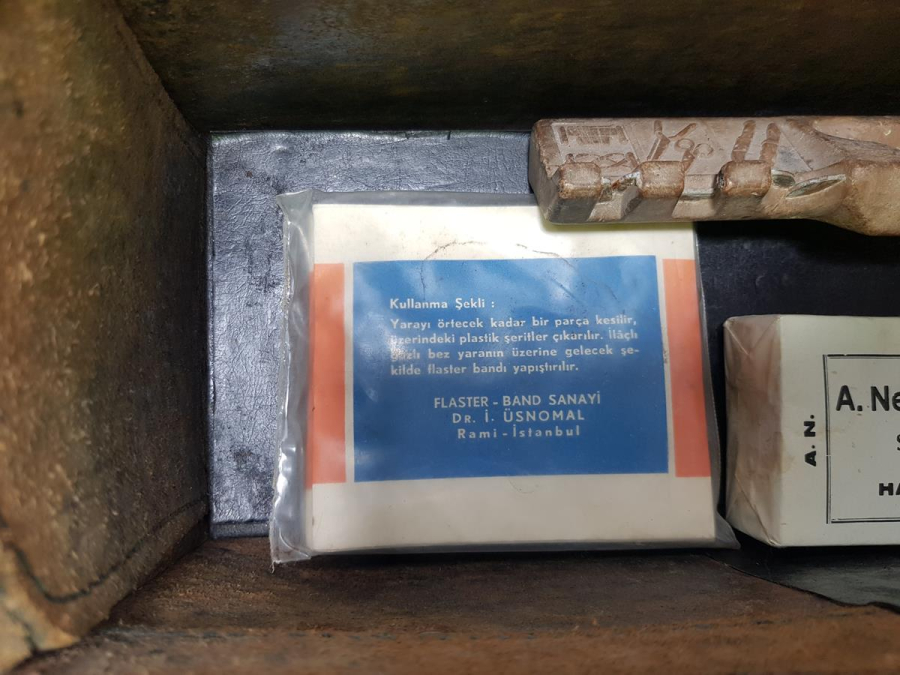 Kullanma Şekli :
Yarayı örtecek kadar bir parça kesilir,
üzerindeki plastik şeritler çıkarılır. İlâçlı
gazlı bez yaranın üzerine gelecek şe-
kilde flaster bandı yapıştırılır.
FLASTER - BAND SANAYİ
DR. İ. ÜSNOMAL
Rami - İstanbul
A. N.
A. Ne
S
HA